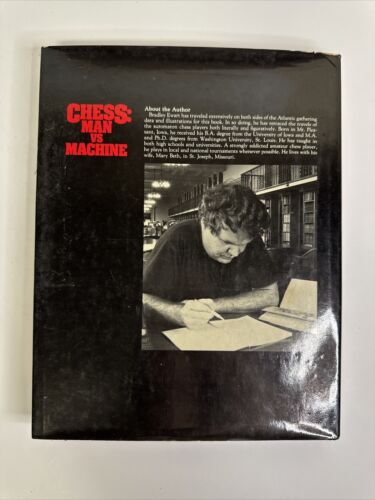 CHESS:
MAN
VS
MACHINE
About the Author
Bradley Ewart has traveled extensively on both sides of the Atlantic gathering
data and illustrations for this book. In so doing, he has retraced the travels of
the automaton chess players both literally and figuratively. Born in Mt. Plea-
sant, Iowa, he received his B.A. degree from the University of Iowa and M.A.
and Ph.D. degrees from Washington University, St. Louis. He has taught in
both high schools and universities. A strongly addicted amateur chess player,
he plays in local and national tournaments whenever possible. He lives with his
wife, Mary Beth, in St. Joseph, Missouri.